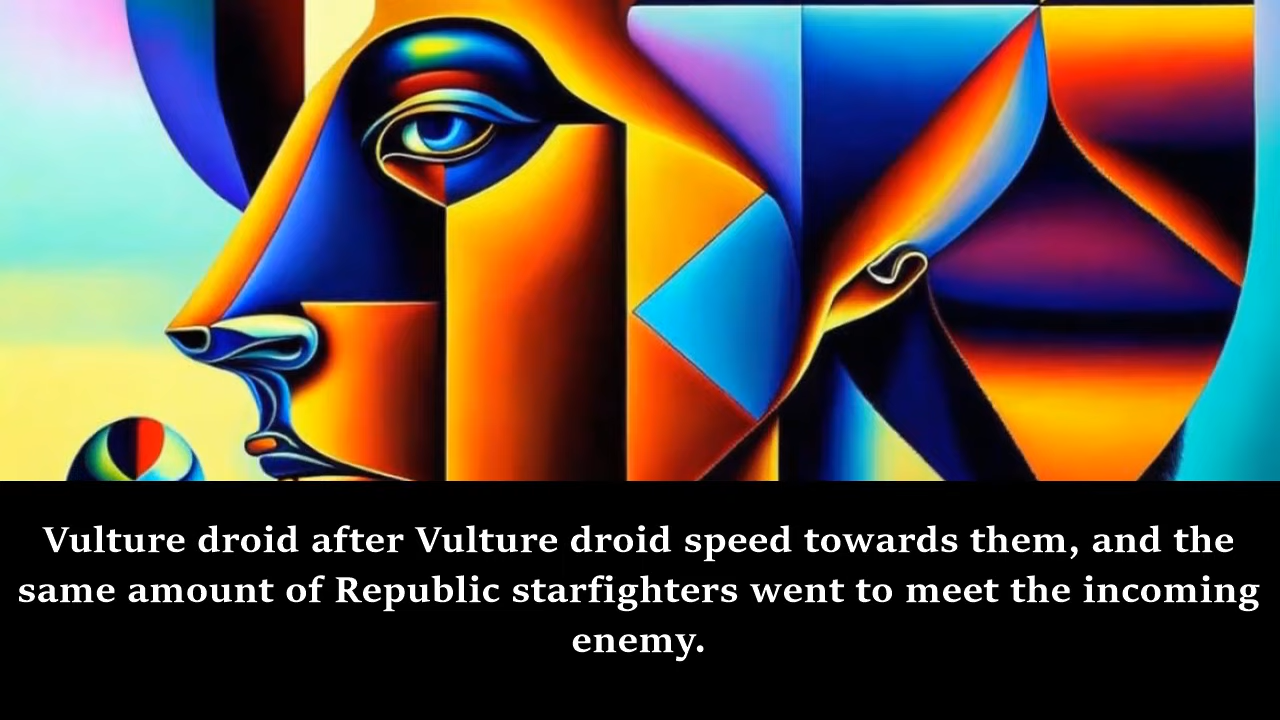 Vulture droid after Vulture droid speed towards them, and the
same amount of Republic starfighters went to meet the incoming
enemy.